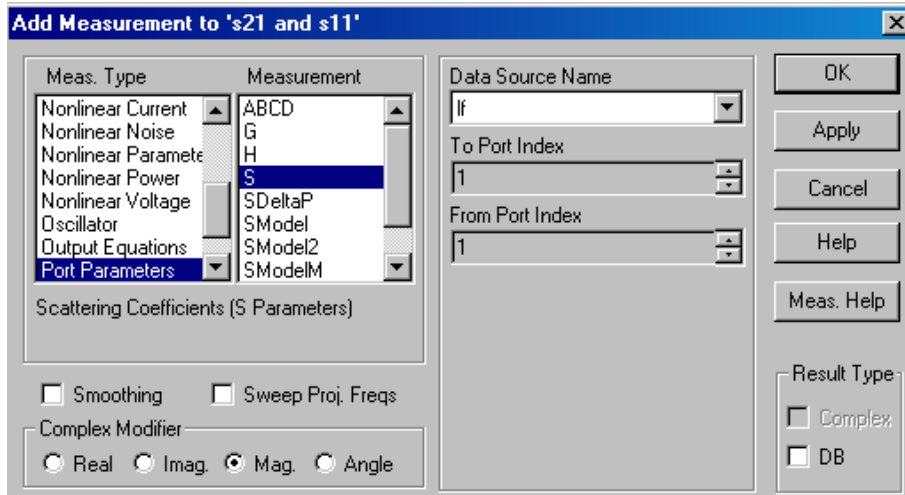 Add Measurement to 's21 and s11'
Meas. Type
Measurement
Nonlinear Current
Nonlinear Noise
Nonlinear Paramete
Nonlinear Power
Nonlinear Voltage
Oscillator
Output Equations
Port Parameters
ABCD
G
H
S
SDeltaP
SModel
SModel2
SModelM
Scattering Coefficients (S Parameters)
Smoothing
Sweep Proj. Freqs
Complex Modifier
Real
Imag.
Mag.
Angle
Data Source Name
lf
To Port Index
1
From Port Index
1
OK
Apply
Cancel
Help
Meas. Help
Result Type
Complex
DB